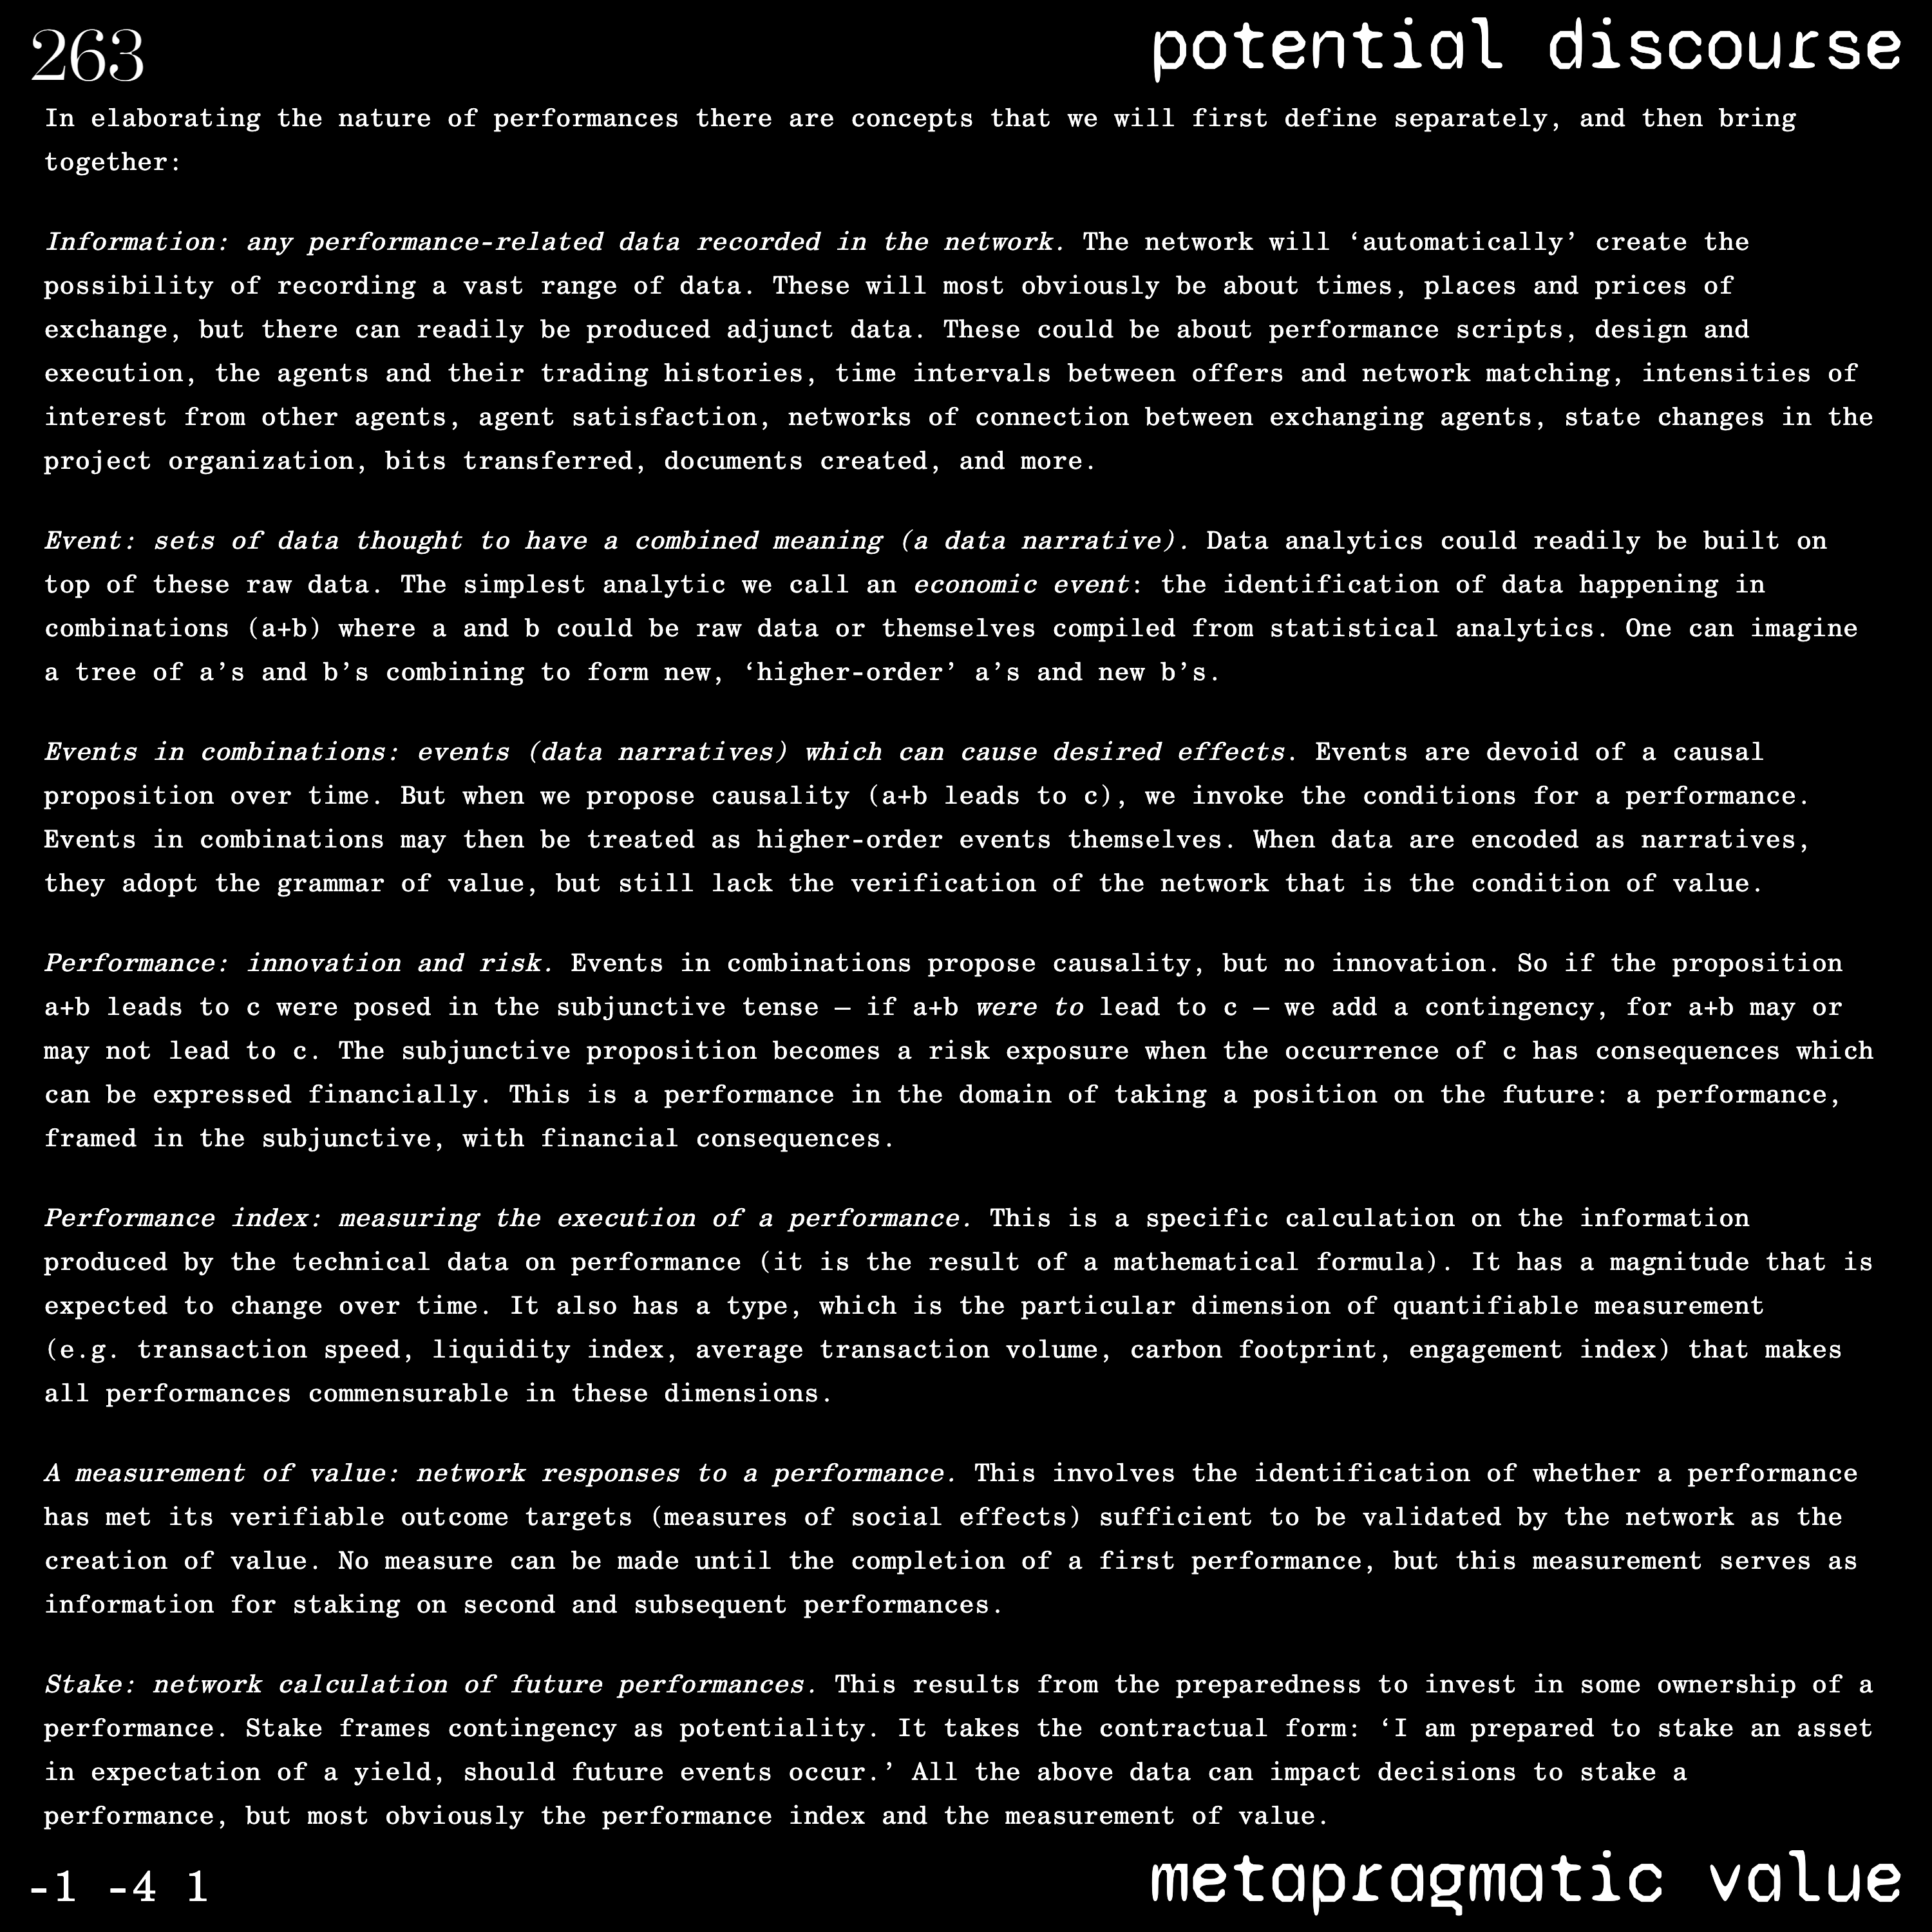 263
potential discourse
In elaborating the nature of performances there are concepts that we will first define separately, and then bring
together:
Information: any performance-related data recorded in the network. The network will ‘automatically’ create the
possibility of recording a vast range of data. These will most obviously be about times, places and prices of
exchange, but there can readily be produced adjunct data. These could be about performance scripts, design and
execution, the agents and their trading histories, time intervals between offers and network matching, intensities of
interest from other agents, agent satisfaction, networks of connection between exchanging agents, state changes in the
project organization, bits transferred, documents created, and more.
Event: sets of data thought to have a combined meaning (a data narrative). Data analytics could readily be built on
top of these raw data. The simplest analytic we call an economic event: the identification of data happening in
combinations (a+b) where a and b could be raw data or themselves compiled from statistical analytics. One can imagine
a tree of a’s and b’s combining to form new, ‘higher-order’ a’s and new b’s.
Events in combinations: events (data narratives) which can cause desired effects. Events are devoid of a causal
proposition over time. But when we propose causality (a+b leads to c), we invoke the conditions for a performance.
Events in combinations may then be treated as higher-order events themselves. When data are encoded as narratives,
they adopt the grammar of value, but still lack the verification of the network that is the condition of value.
Performance: innovation and risk. Events in combinations propose causality, but no innovation. So if the proposition
a+b leads to c were posed in the subjunctive tense – if a+b were to lead to c – we add a contingency, for a+b may or
may not lead to c. The subjunctive proposition becomes a risk exposure when the occurrence of c has consequences which
can be expressed financially. This is a performance in the domain of taking a position on the future: a performance,
framed in the subjunctive, with financial consequences.
Performance index: measuring the execution of a performance. This is a specific calculation on the information
produced by the technical data on performance (it is the result of a mathematical formula). It has a magnitude that is
expected to change over time. It also has a type, which is the particular dimension of quantifiable measurement
(e.g. transaction speed, liquidity index, average transaction volume, carbon footprint, engagement index) that makes
all performances commensurable in these dimensions.
A measurement of value: network responses to a performance. This involves the identification of whether a performance
has met its verifiable outcome targets (measures of social effects) sufficient to be validated by the network as the
creation of value. No measure can be made until the completion of a first performance, but this measurement serves as
information for staking on second and subsequent performances.
Stake: network calculation of future performances. This results from the preparedness to invest in some ownership of a
performance. Stake frames contingency as potentiality. It takes the contractual form: ‘I am prepared to stake an asset
in expectation of a yield, should future events occur.’ All the above data can impact decisions to stake a
performance, but most obviously the performance index and the measurement of value.
-1 -4 1
metapragmatic value